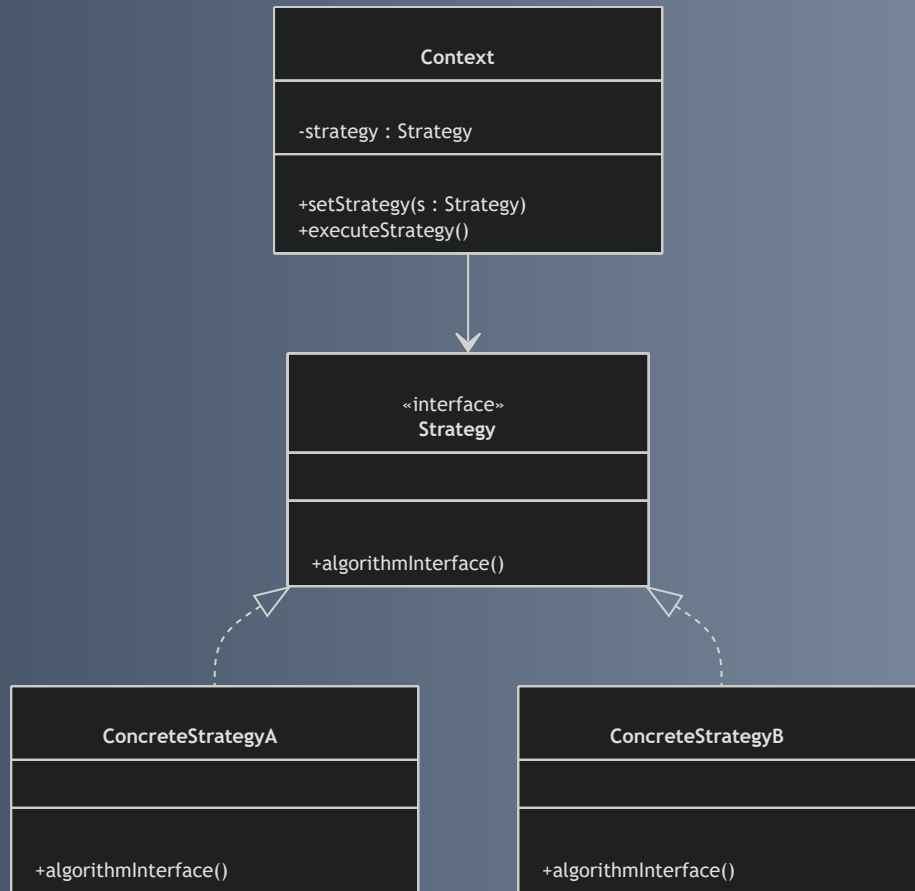 Context
-strategy : Strategy
+setStrategy(s : Strategy)
+executeStrategy()
«interface»
Strategy
+algorithmInterface()
ConcreteStrategyA
+algorithmInterface()
ConcreteStrategyB
+algorithmInterface()